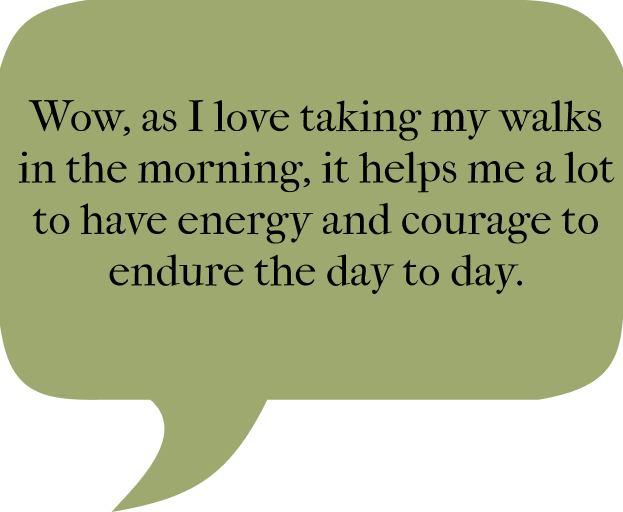 Wow, as I love taking my walks
in the morning, it helps me a lot
to have energy and courage to
endure the day to day.